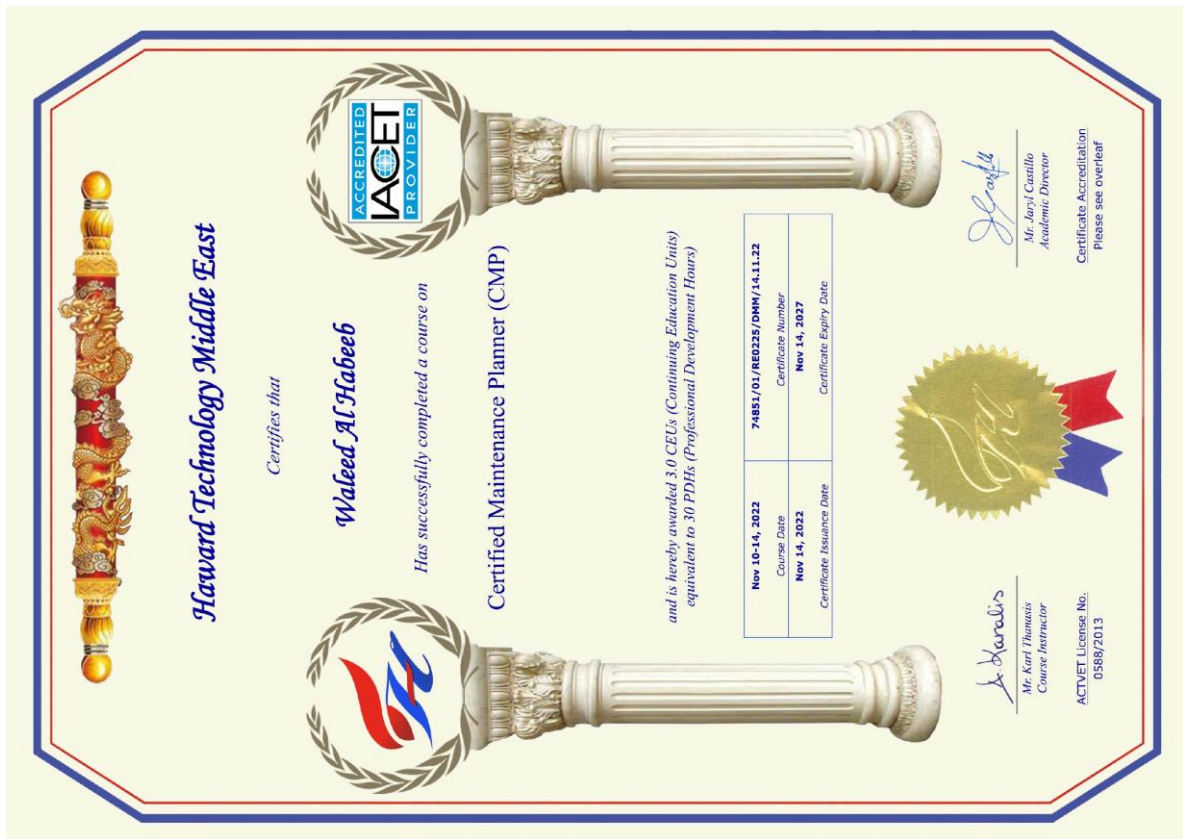 Haward Technology Middle East
Certifies that
Waleed Al Habeeb
Has successfully completed a course on
ACCREDITED
IACET
PROVIDER
Certified Maintenance Planner (CMP)
and is hereby awarded 3.0 CEUs (Continuing Education Units)
equivalent to 30 PDHs (Professional Development Hours)
Nov 10-14, 2022
Course Date
74851/01/RE0225/DMM/14.11.22
Certificate Number
Nov 14, 2022
Certificate Issuance Date
Nov 14, 2027
Certificate Expiry Date
Mr. Karl Thanasis
Course Instructor
Mr. Jaryl Castillo
Academic Director
ACTVET License No.
0588/2013
Certificate Accreditation
Please see overleaf